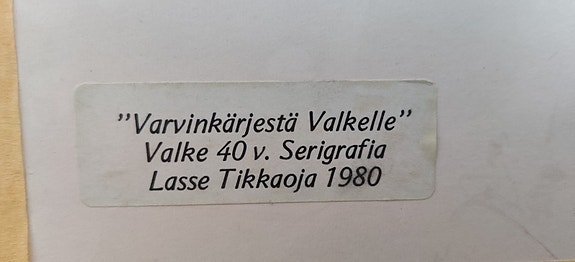 "Varvinkärjestä Valkelle"
Valke 40 v. Serigrafia
Lasse Tikkaoja 1980